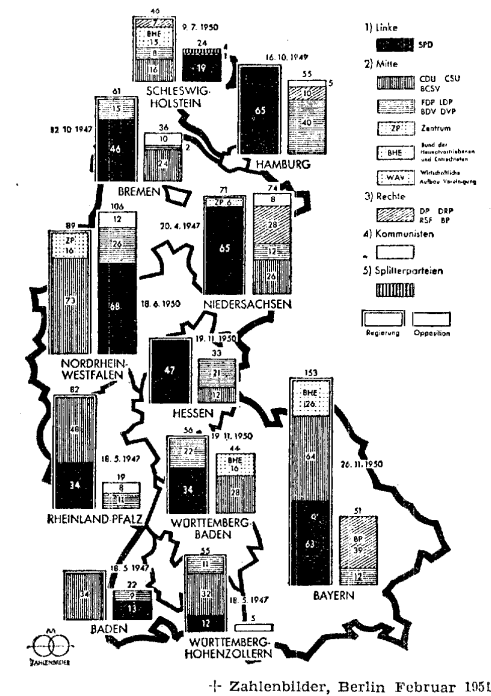 40
7
BHE
15
8
16
9. 7. 1950
24
19
SCHLESWIG-
HOLSTEIN
16. 10. 1949
65
55
5
10
40
HAMBURG
61
15
46
36
10
2
24
BREMEN
10. 1947
71
ZP 6
65
74
8
28
12
26
20. 4. 1947
NIEDERSACHSEN
89
ZP
16
73
106
12
26
68
18. 6. 1950
NORDRHEIN-
WESTFALEN
19. 11. 1950
47
33
21
12
HESSEN
82
48
34
18. 5. 1947
19
8
11
RHEINLAND-PFALZ
56
22
34
19. 11. 1950
BHE
16
28
WÜRTTEMBERG-
BADEN
153
BHE
26
64
63
26. 11. 1950
51
BP
39
12
BAYERN
34
18. 5. 1947
22
9
13
BADEN
55
11
32
12
18. 5. 1947
5
WÜRTTEMBERG-
HOHENZOLLERN
1) Linke
SPD
2) Mitte
CDU CSU
BCSV
FDP LDP
BDV DVP
ZP
Zentrum
BHE
Bund der
Heimatvertriebenen
und Entrechteten
WAV
Wirtschaftliche
Aufbau Vereinigung
3) Rechte
DP DRP
RSF BP
4) Kommunisten
5) Splitterparteien
Regierung
Opposition
ZAHLENBILDER
Zahlenbilder, Berlin Februar 1951